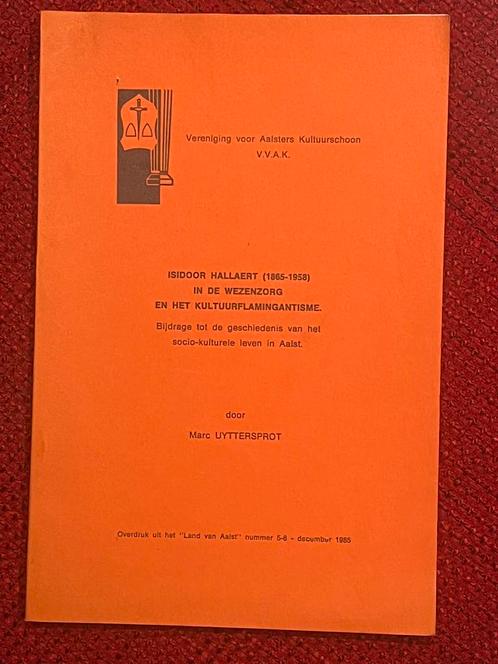 Vereniging voor Aalsters Kultuurschoon
V.V.A.K.
ISIDOOR HALLAERT (1865-1958)
IN DE WEZENZORG
EN HET KULTUURFLAMINGANTISME.
Bijdrage tot de geschiedenis van het
socio-kulturele leven in Aalst.
door
Marc UYTTERSPROT
Overdruk uit het "Land van Aalst" nummer 5-6 - december 1985